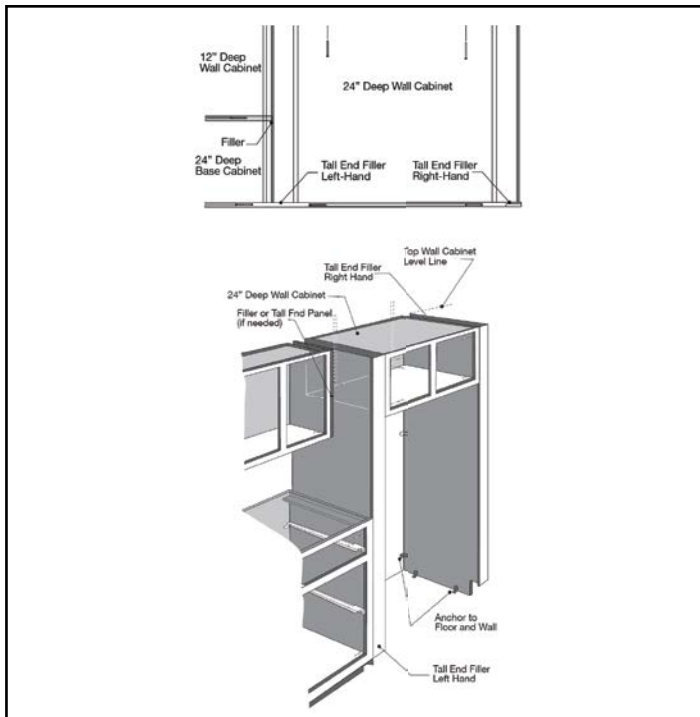 12" Deep
Wall Cabinet
24" Deep Wall Cabinet
Filler
24" Deep
Base Cabinet
Tall End Filler
Left-Hand
Tall End Filler
Right-Hand
Top Wall Cabinet
Level Line
Tall End Filler
Right Hand
24" Deep Wall Cabinet
Filler or Tall Fnd Panel
(if needed)
Anchor to
Floor and Wall
Tall End Filler
Left Hand